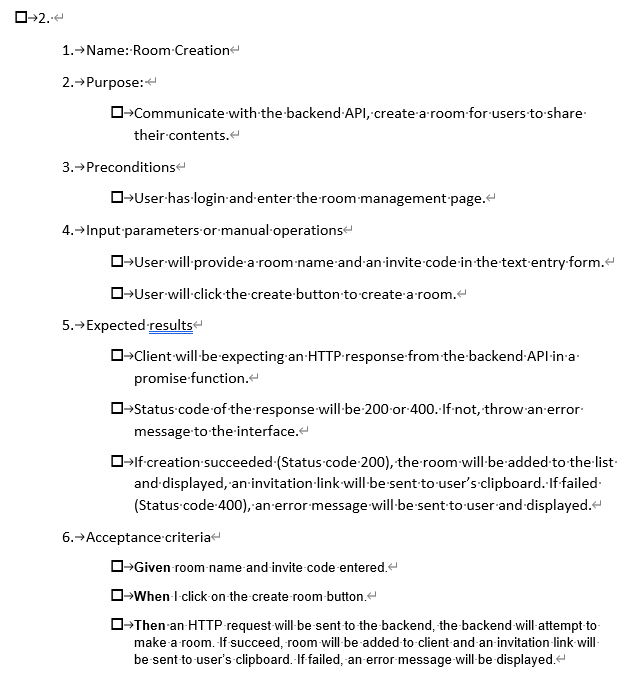 2.
1. Name: Room Creation
2. Purpose:
Communicate with the backend API, create a room for users to share
their contents.
3. Preconditions
User has login and enter the room management page.
4. Input parameters or manual operations
User will provide a room name and an invite code in the text entry form.
User will click the create button to create a room.
5. Expected results
Client will be expecting an HTTP response from the backend API in a
promise function.
Status code of the response will be 200 or 400. If not, throw an error
message to the interface.
If creation succeeded (Status code 200), the room will be added to the list
and displayed, an invitation link will be sent to user's clipboard. If failed
(Status code 400), an error message will be sent to user and displayed.
6. Acceptance criteria
Given room name and invite code entered.
When I click on the create room button.
Then an HTTP request will be sent to the backend, the backend will attempt to
make a room. If succeed, room will be added to client and an invitation link will
be sent to user's clipboard. If failed, an error message will be displayed.